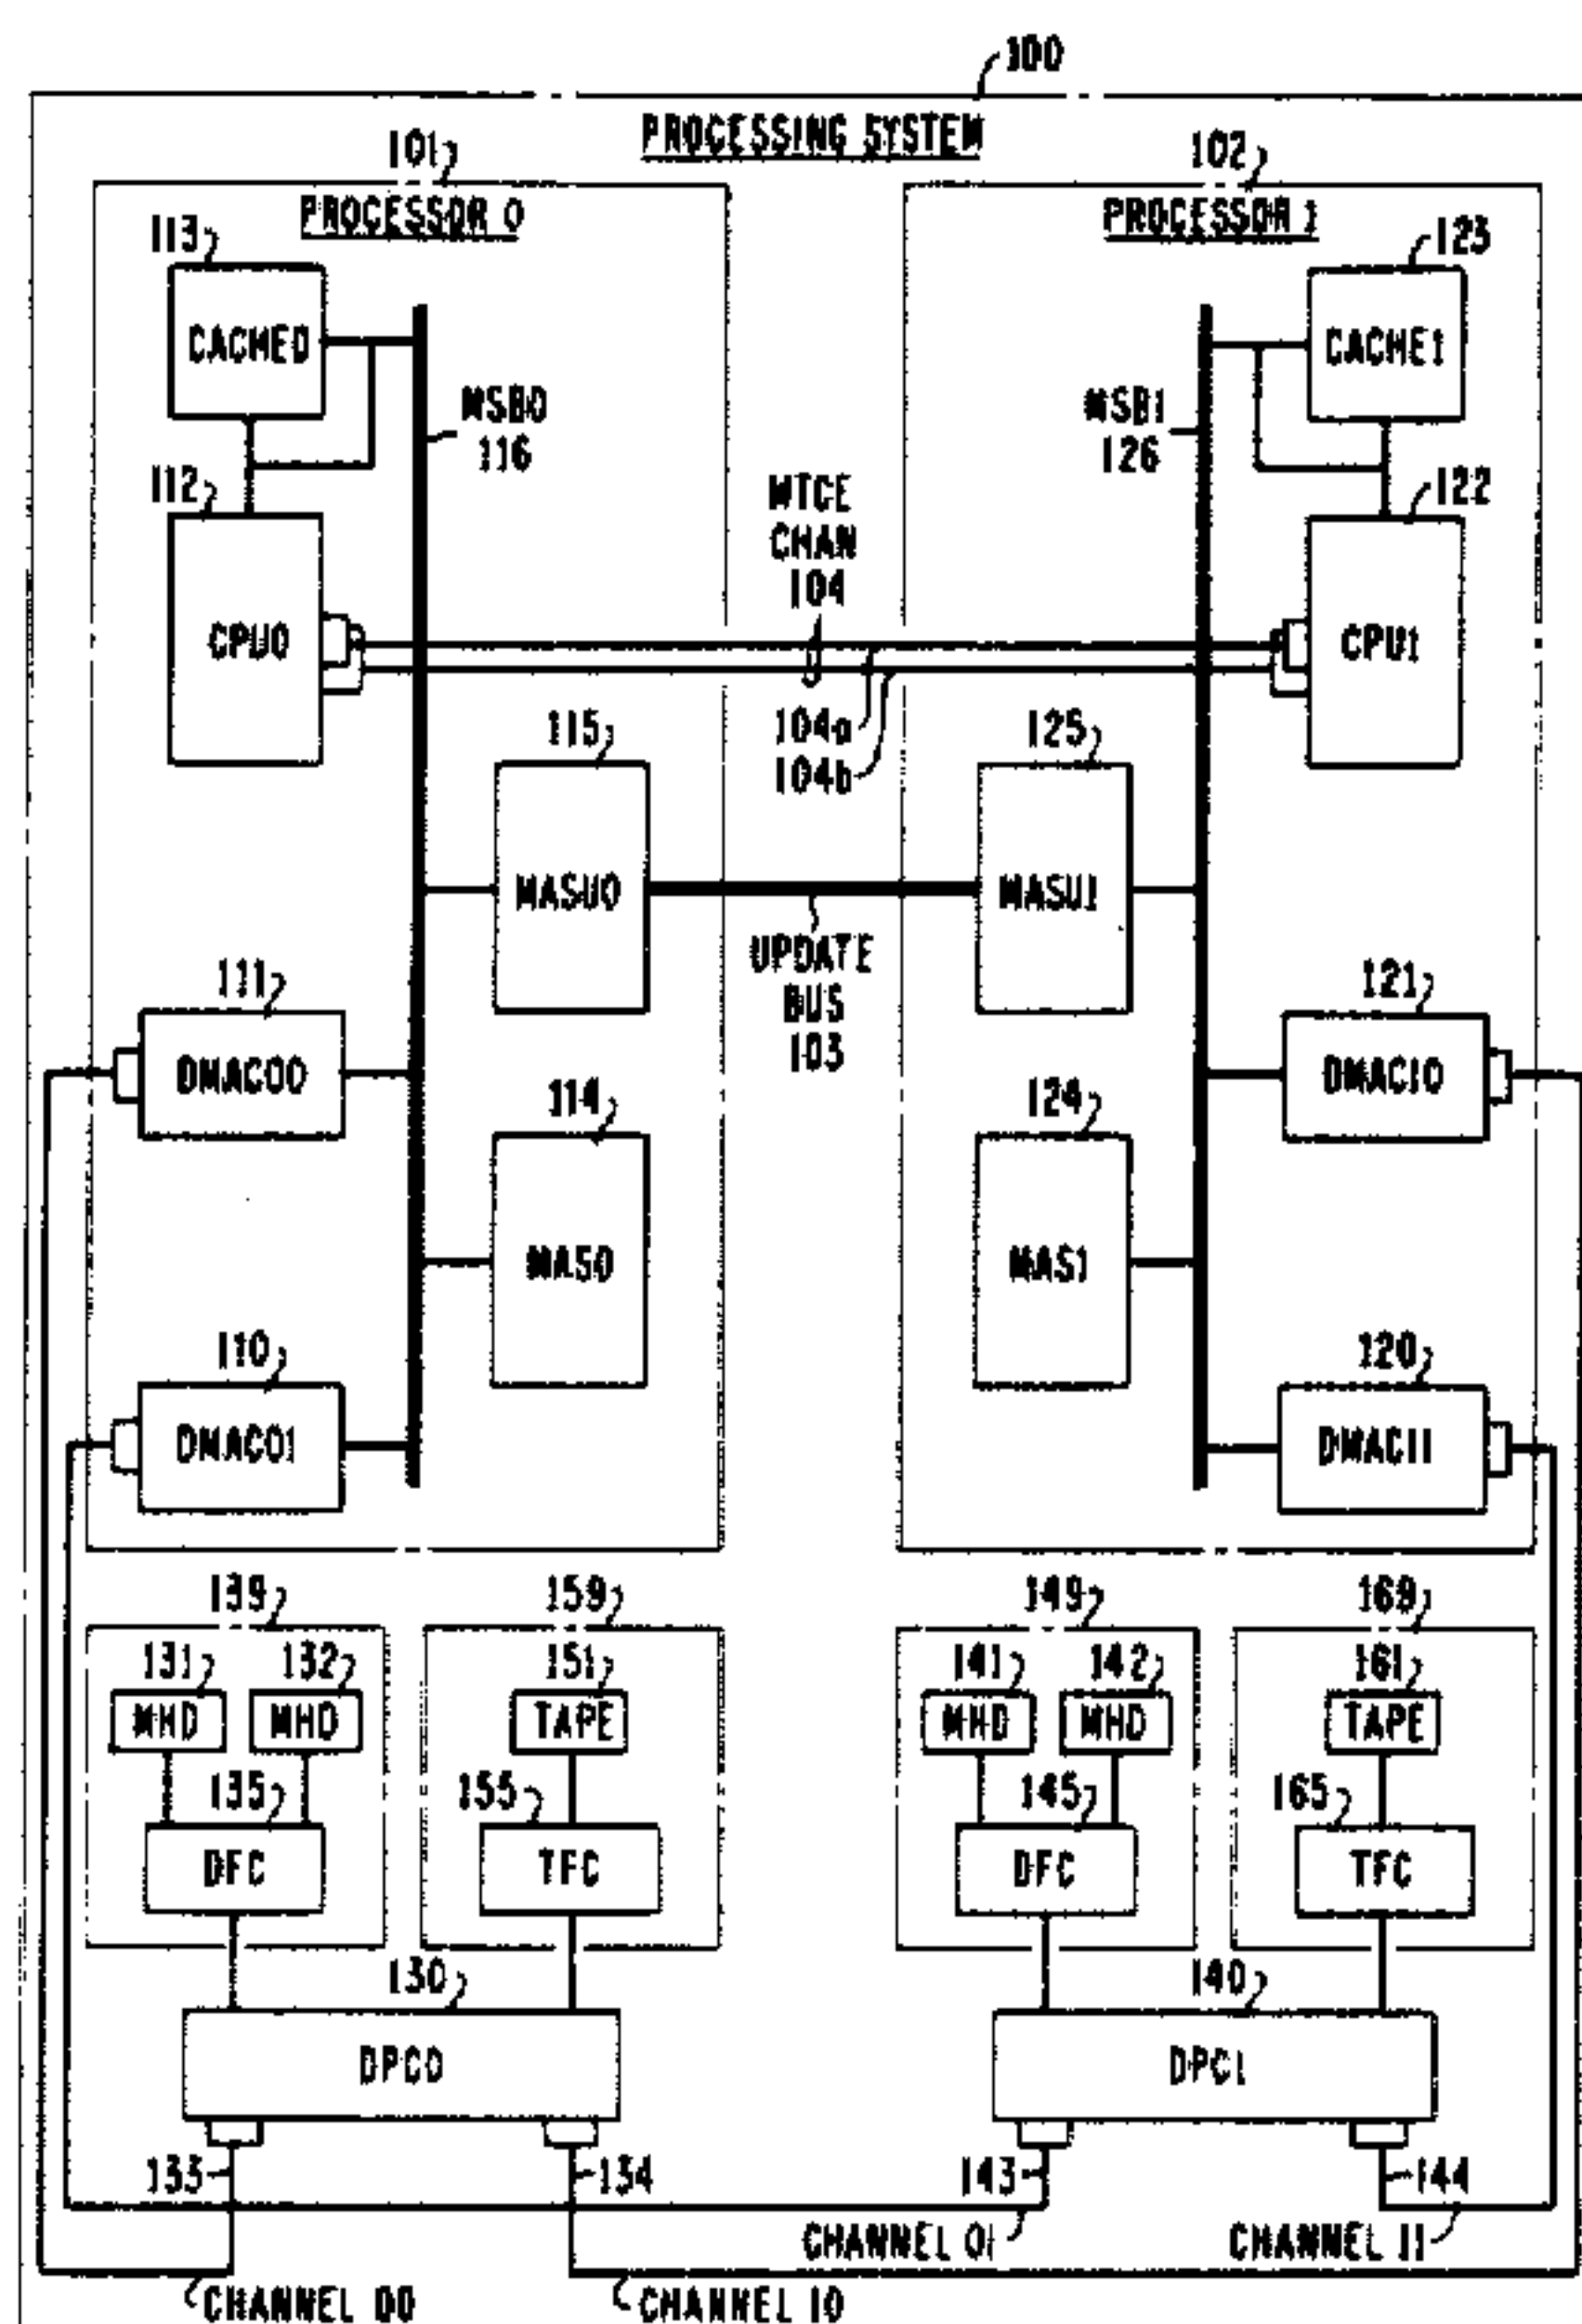 100
PROCESSING SYSTEM
101
102
PROCESSOR 0
PROCESSOR 1
113
123
CACHE0
CACHE1
MSB0
116
MSB1
126
112
122
MTCE
CHAN
104
CPU0
CPU1
104a
104b
115
125
MASU0
MASU1
UPDATE
BUS
103
111
121
DMAC00
DMAC10
114
124
MAS0
MAS1
110
120
DMAC01
DMAC11
139
159
149
169
131
132
151
141
142
161
MHD
MHD
TAPE
MHD
MHD
TAPE
135
155
145
165
DFC
TFC
DFC
TFC
130
140
DPC0
DPC1
133
134
143
144
CHANNEL 01
CHANNEL 11
CHANNEL 00
CHANNEL 10